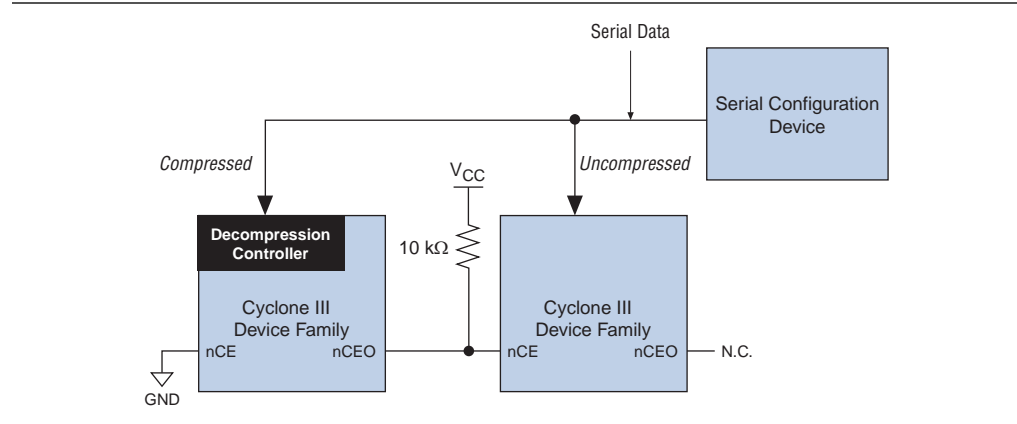 Serial Data
Serial Configuration
Device
Compressed
Uncompressed
VCC
Decompression
Controller
10 kΩ
Cyclone III
Device Family
nCE
nCEO
Cyclone III
Device Family
nCE
nCEO
N.C.
GND